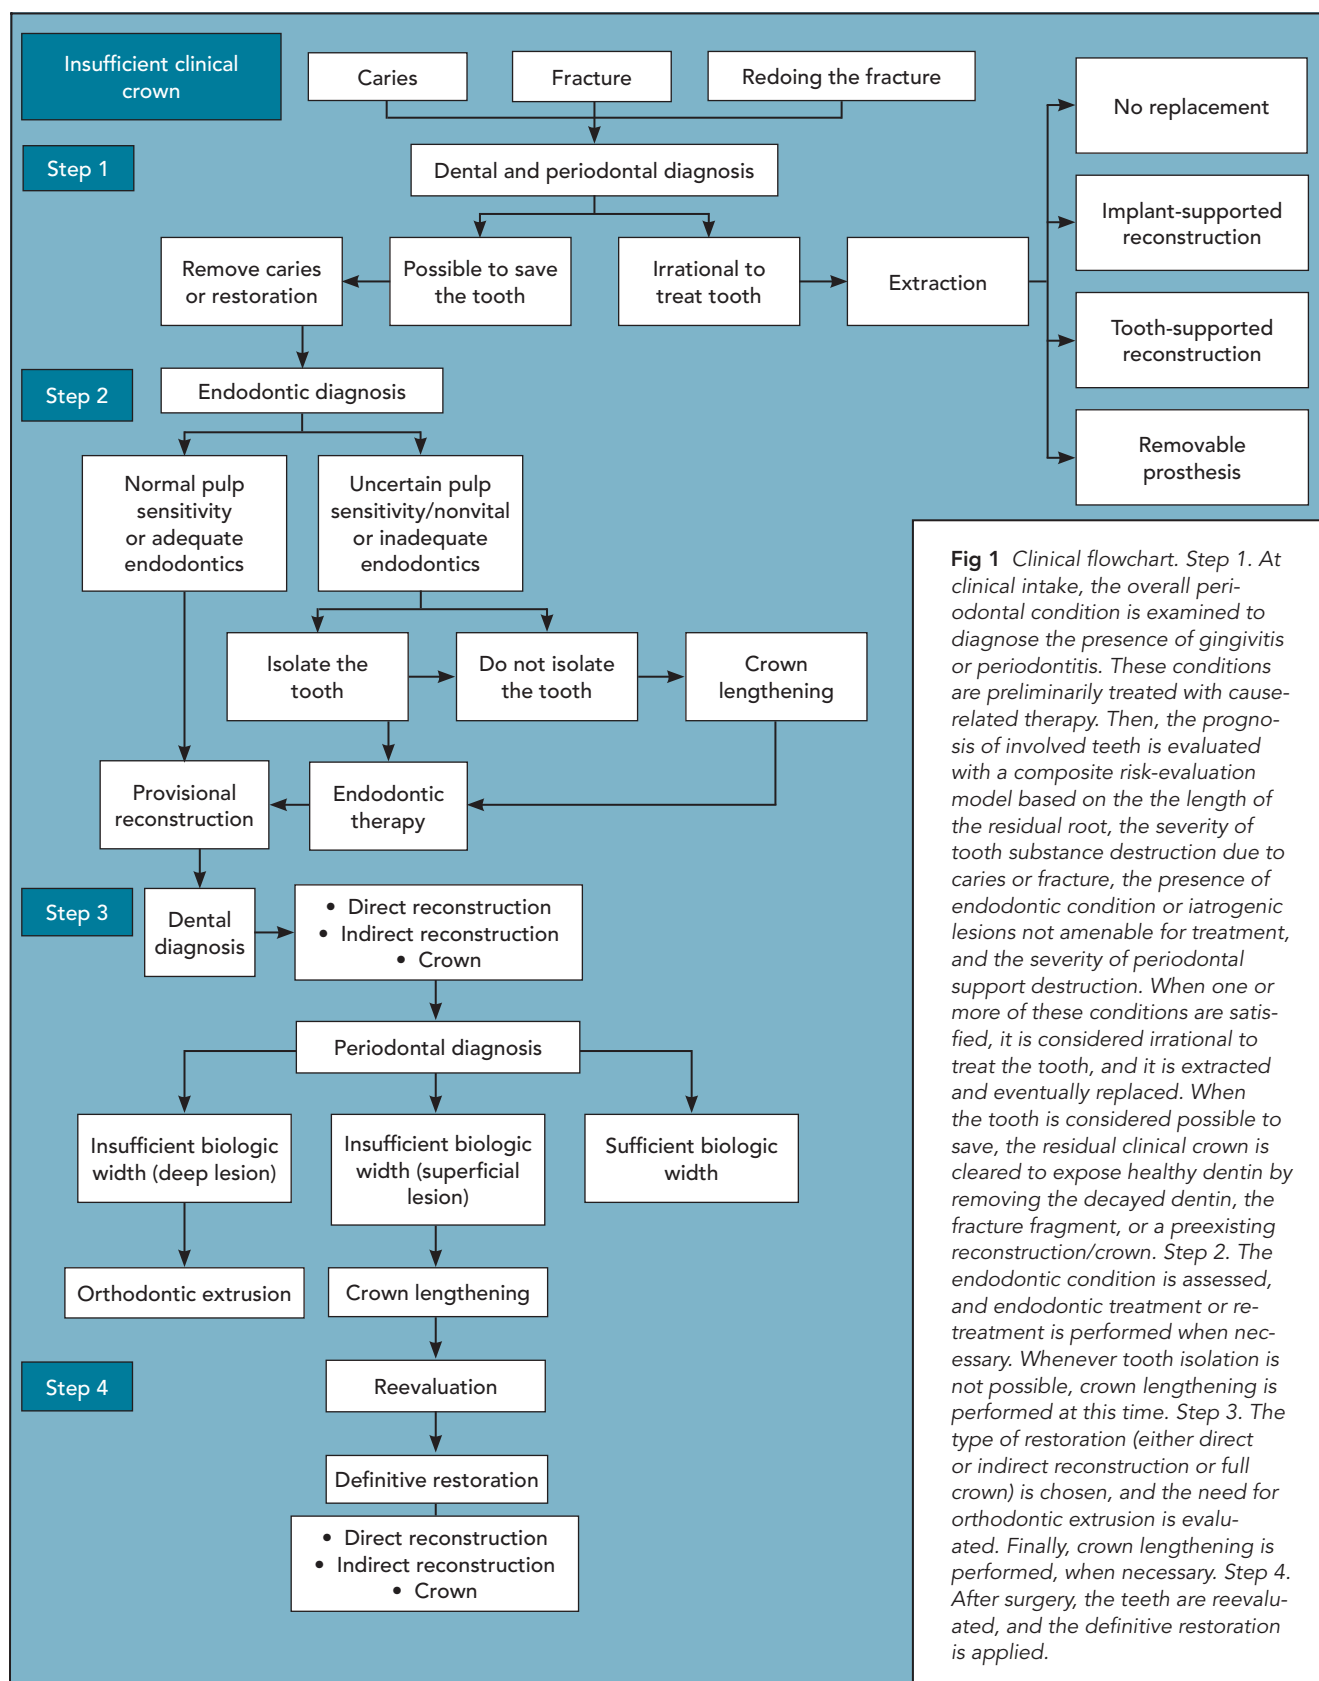 Insufficient clinical
crown
Caries
Fracture
Redoing the fracture
No replacement
Step 1
Dental and periodontal diagnosis
Implant-supported
reconstruction
Remove caries
or restoration
Possible to save
the tooth
Irrational to
treat tooth
Extraction
Tooth-supported
reconstruction
Step 2
Endodontic diagnosis
Removable
prosthesis
Normal pulp
sensitivity
or adequate
endodontics
Uncertain pulp
sensitivity/nonvital
or inadequate
endodontics
Isolate the
tooth
Do not isolate
the tooth
Crown
lengthening
Provisional
reconstruction
Endodontic
therapy
Step 3
Dental
diagnosis
• Direct reconstruction
• Indirect reconstruction
• Crown
Periodontal diagnosis
Insufficient biologic
width (deep lesion)
Insufficient biologic
width (superficial
lesion)
Sufficient biologic
width
Orthodontic extrusion
Crown lengthening
Step 4
Reevaluation
Definitive restoration
• Direct reconstruction
• Indirect reconstruction
• Crown
Fig 1 Clinical flowchart. Step 1. At
clinical intake, the overall peri-
odontal condition is examined to
diagnose the presence of gingivitis
or periodontitis. These conditions
are preliminarily treated with cause-
related therapy. Then, the progno-
sis of involved teeth is evaluated
with a composite risk-evaluation
model based on the the length of
the residual root, the severity of
tooth substance destruction due to
caries or fracture, the presence of
endodontic condition or iatrogenic
lesions not amenable for treatment,
and the severity of periodontal
support destruction. When one or
more of these conditions are satis-
fied, it is considered irrational to
treat the tooth, and it is extracted
and eventually replaced. When
the tooth is considered possible to
save, the residual clinical crown is
cleared to expose healthy dentin by
removing the decayed dentin, the
fracture fragment, or a preexisting
reconstruction/crown. Step 2. The
endodontic condition is assessed,
and endodontic treatment or re-
treatment is performed when nec-
essary. Whenever tooth isolation is
not possible, crown lengthening is
performed at this time. Step 3. The
type of restoration (either direct
or indirect reconstruction or full
crown) is chosen, and the need for
orthodontic extrusion is evalu-
ated. Finally, crown lengthening is
performed, when necessary. Step 4.
After surgery, the teeth are reevalu-
ated, and the definitive restoration
is applied.